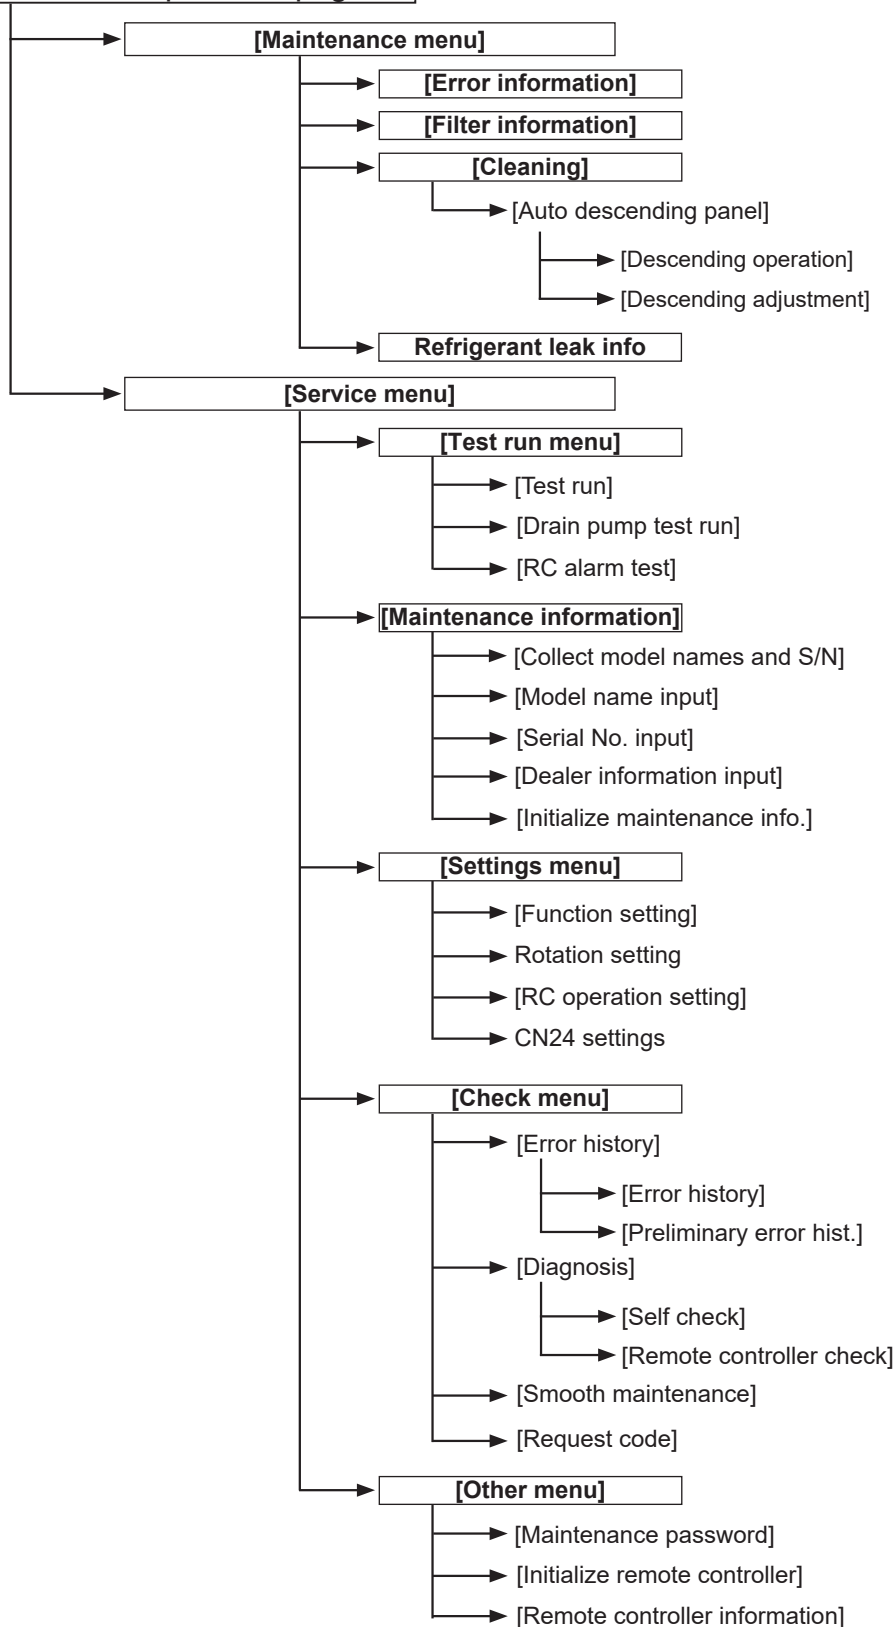 [Maintenance menu]
[Error information]
[Filter information]
[Cleaning]
[Auto descending panel]
[Descending operation]
[Descending adjustment]
Refrigerant leak info
[Service menu]
[Test run menu]
[Test run]
[Drain pump test run]
[RC alarm test]
[Maintenance information]
[Collect model names and S/N]
[Model name input]
[Serial No. input]
[Dealer information input]
[Initialize maintenance info.]
[Settings menu]
[Function setting]
Rotation setting
[RC operation setting]
CN24 settings
[Check menu]
[Error history]
[Error history]
[Preliminary error hist.]
[Diagnosis]
[Self check]
[Remote controller check]
[Smooth maintenance]
[Request code]
[Other menu]
[Maintenance password]
[Initialize remote controller]
[Remote controller information]